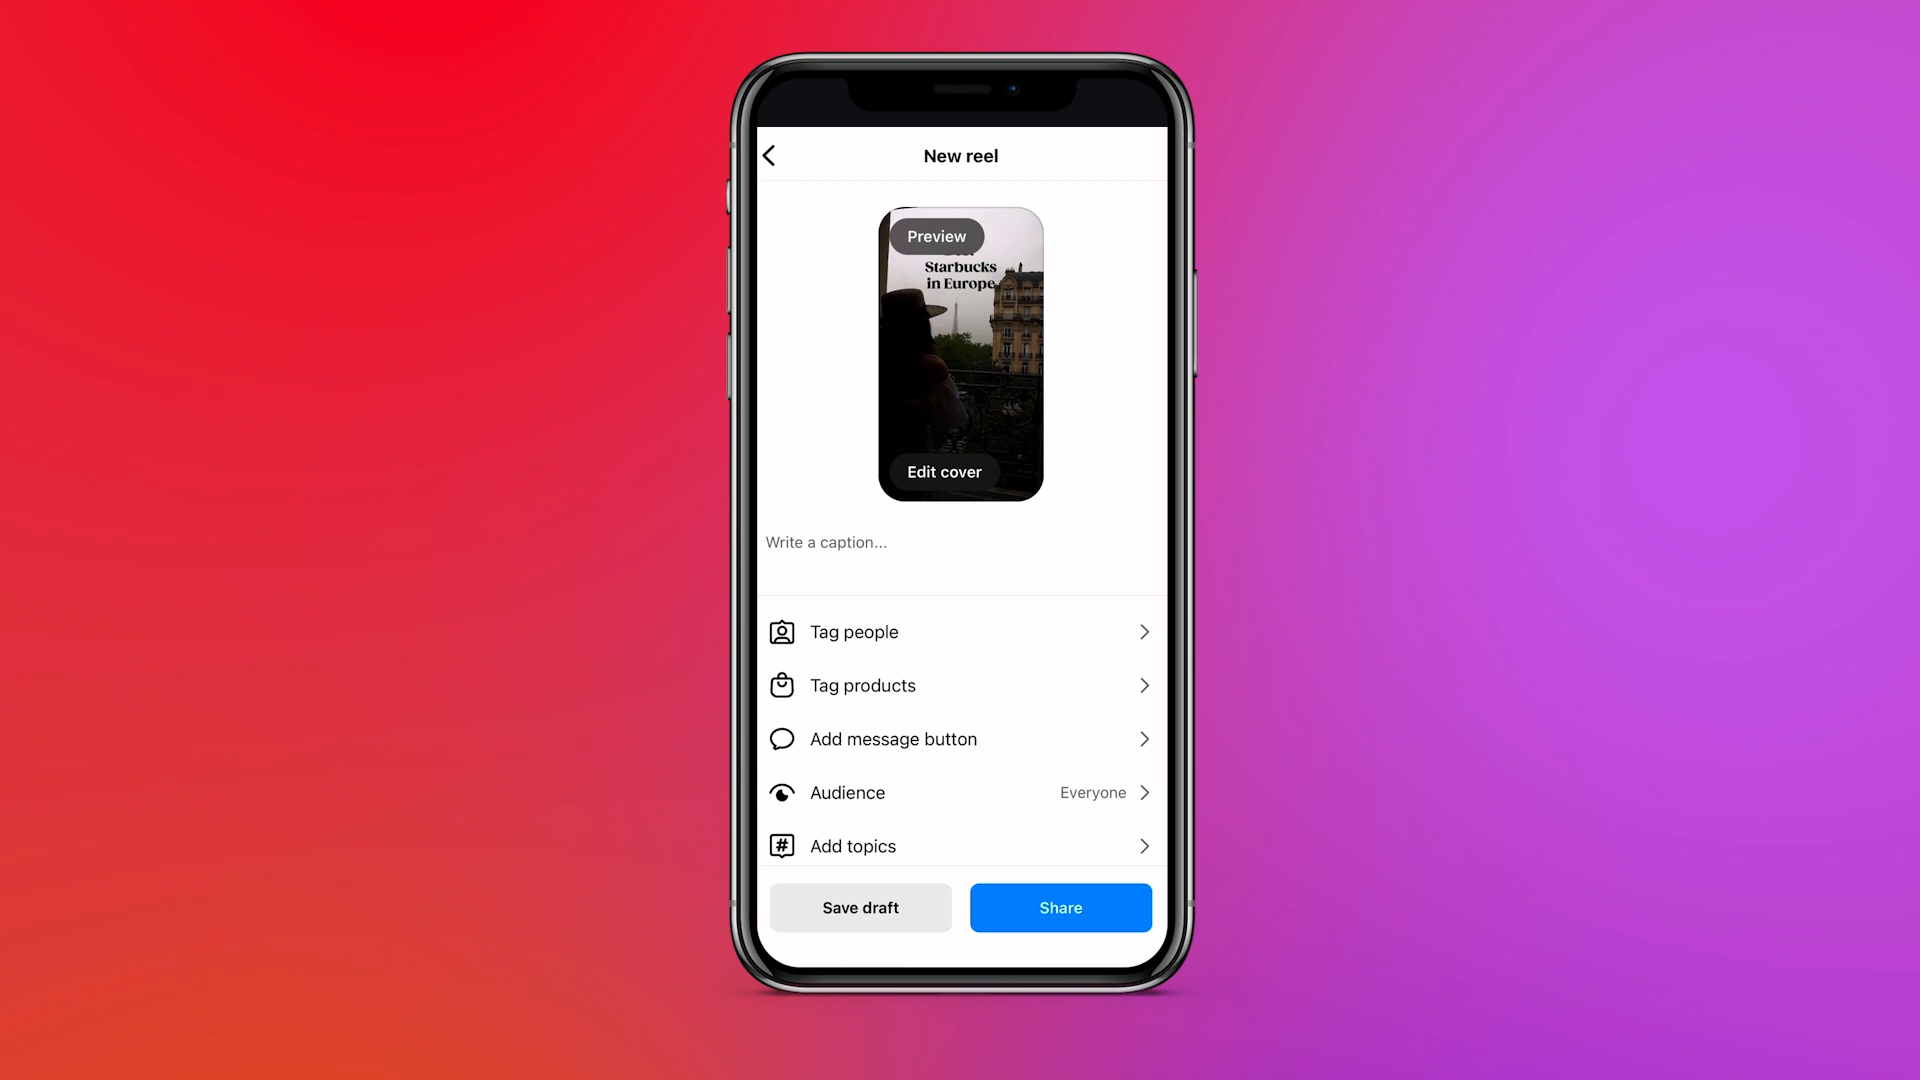 New reel
Preview
Starbucks
in Europe
Edit cover
Write a caption...
Tag people
Tag products
Add message button
Audience
Everyone
Add topics
Save draft
Share